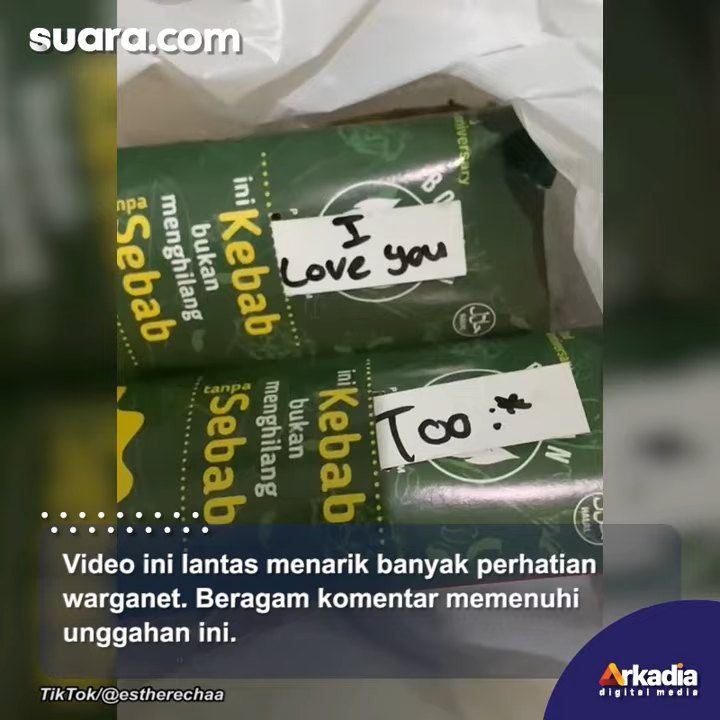 suara.com
ini Kebab
bukan
menghilang
Sebab
I
Love you
ini Kebab
bukan
menghilang
tanpa
Sebab
Too :*
Video ini lantas menarik banyak perhatian
warganet. Beragam komentar memenuhi
unggahan ini.
TikTok/@estherechaa
Arkadia
digital media